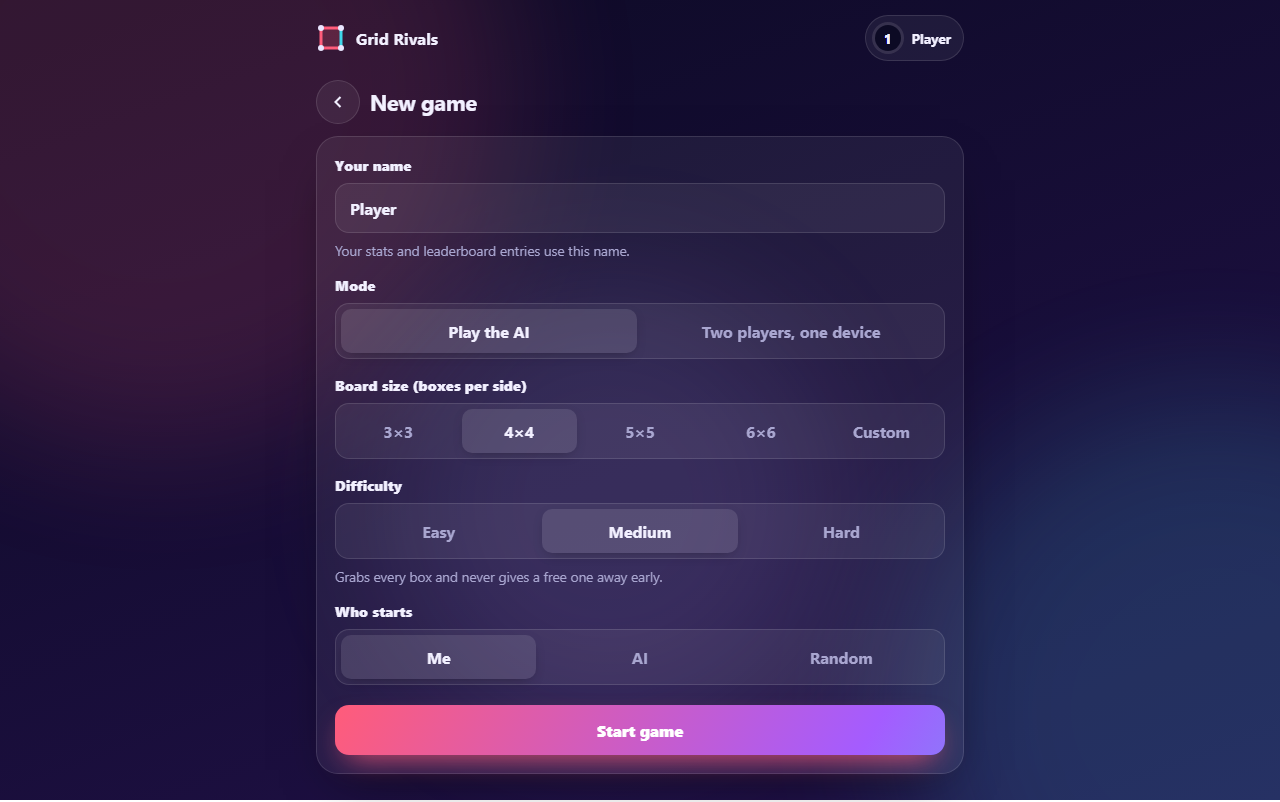 Grid Rivals
1 Player
New game
Your name
Player
Your stats and leaderboard entries use this name.
Mode
Play the AI Two players, one device
Board size (boxes per side)
3×3 4×4 5×5 6×6 Custom
Difficulty
Easy Medium Hard
Grabs every box and never gives a free one away early.
Who starts
Me AI Random
Start game